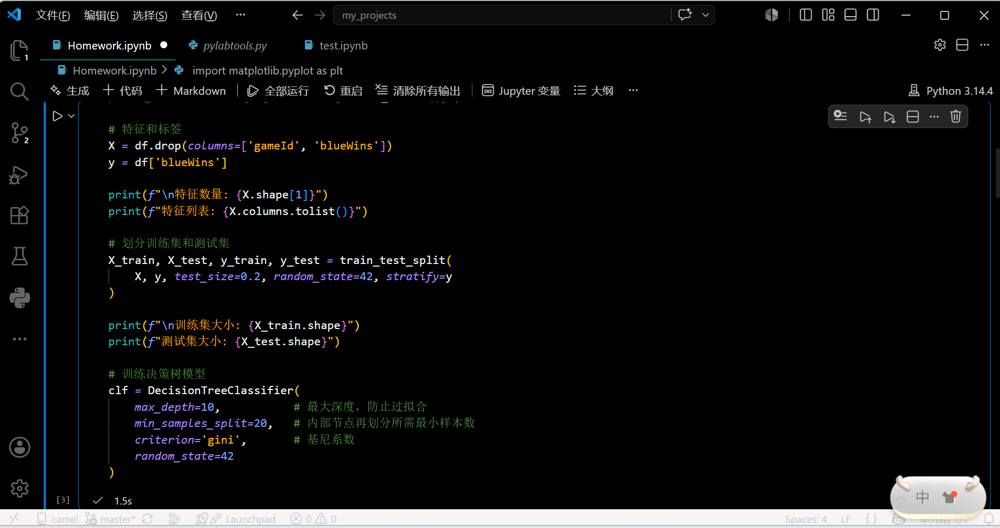 文件(F) 编辑(E) 选择(S) 查看(V) ··· my_projects
Homework.ipynb pylabtools.py test.ipynb
Homework.ipynb > import matplotlib.pyplot as plt
生成 + 代码 + Markdown 全部运行 重启 清除所有输出 Jupyter 变量 大纲 ··· Python 3.14.4
# 特征和标签
X = df.drop(columns=['gameId', 'blueWins'])
y = df['blueWins']
print(f"\n特征数量: {X.shape[1]}")
print(f"特征列表: {X.columns.tolist()}")
# 划分训练集和测试集
X_train, X_test, y_train, y_test = train_test_split(
X, y, test_size=0.2, random_state=42, stratify=y
)
print(f"\n训练集大小: {X_train.shape}")
print(f"测试集大小: {X_test.shape}")
# 训练决策树模型
clf = DecisionTreeClassifier(
max_depth=10, # 最大深度，防止过拟合
min_samples_split=20, # 内部节点再划分所需最小样本数
criterion='gini', # 基尼系数
random_state=42
)
[3] 1.5s
1
2
中
camel master* Launchpad 0 0 Spaces: 4 LF { }